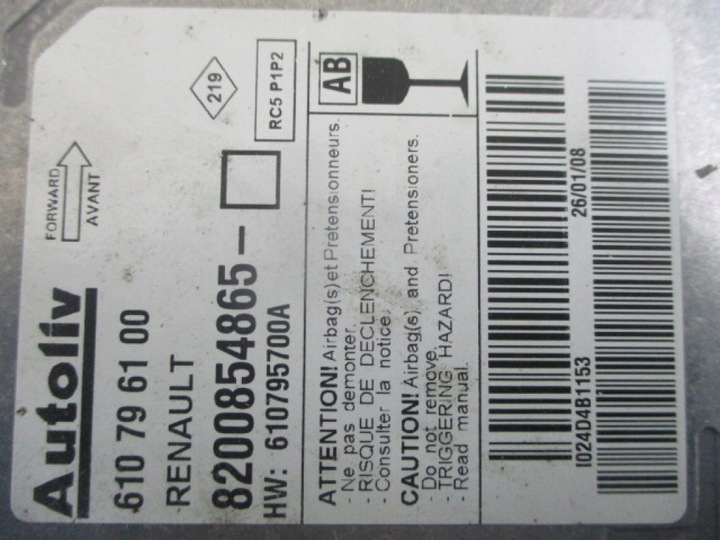 Autoliv
FORWARD
AVANT
610 79 61 00
RENAULT
219
8200854865-
HW: 610795700A
RC5 P1P2
AB
ATTENTION! Airbag(s) et Pretensionneurs.
- Ne pas demonter.
- RISQUE DE DECLENCHEMENT!
- Consulter la notice.
CAUTION! Airbag(s) and Pretensioners.
- Do not remove.
- TRIGGERING HAZARD!
- Read manual.
I024D4B1153
26/01/08